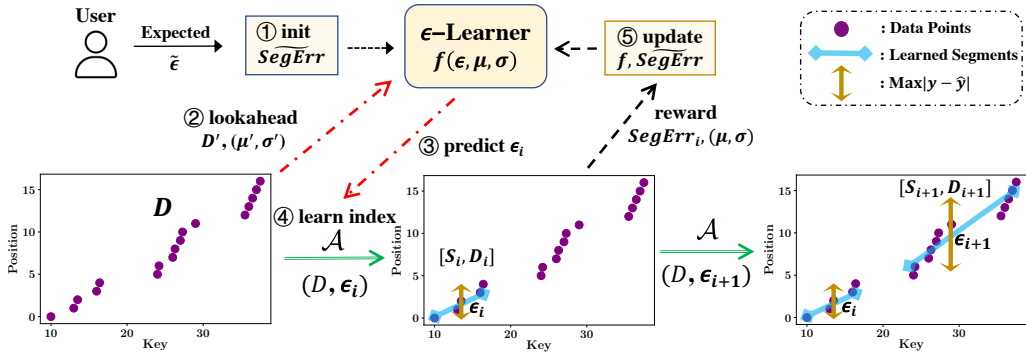 User
Expected
ϵ̃
① init
S͠egErr
ϵ–Learner
f(ϵ, μ, σ)
⑤ update
f, S͠egErr
: Data Points
: Learned Segments
: Max|y − ŷ|
② lookahead
D′, (μ′, σ′)
③ predict ϵᵢ
reward
SegErrᵢ, (μ, σ)
④ learn index
𝒜
(D, ϵᵢ)
𝒜
(D, ϵᵢ₊₁)
Position
15
10
5
0
D
10
30
Key
Position
15
10
5
0
[Sᵢ, Dᵢ]
ϵᵢ
10
20
30
Key
Position
15
10
5
0
[Sᵢ₊₁, Dᵢ₊₁]
ϵᵢ₊₁
ϵᵢ
10
20
30
Key